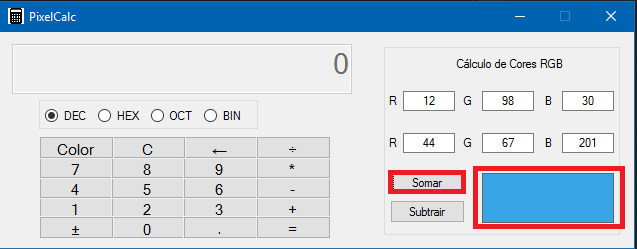 PixelCalc
0
DEC HEX OCT BIN
Color C ← ÷
7 8 9 *
4 5 6 -
1 2 3 +
± 0 . =
Cálculo de Cores RGB
R 12 G 98 B 30
R 44 G 67 B 201
Somar
Subtrair